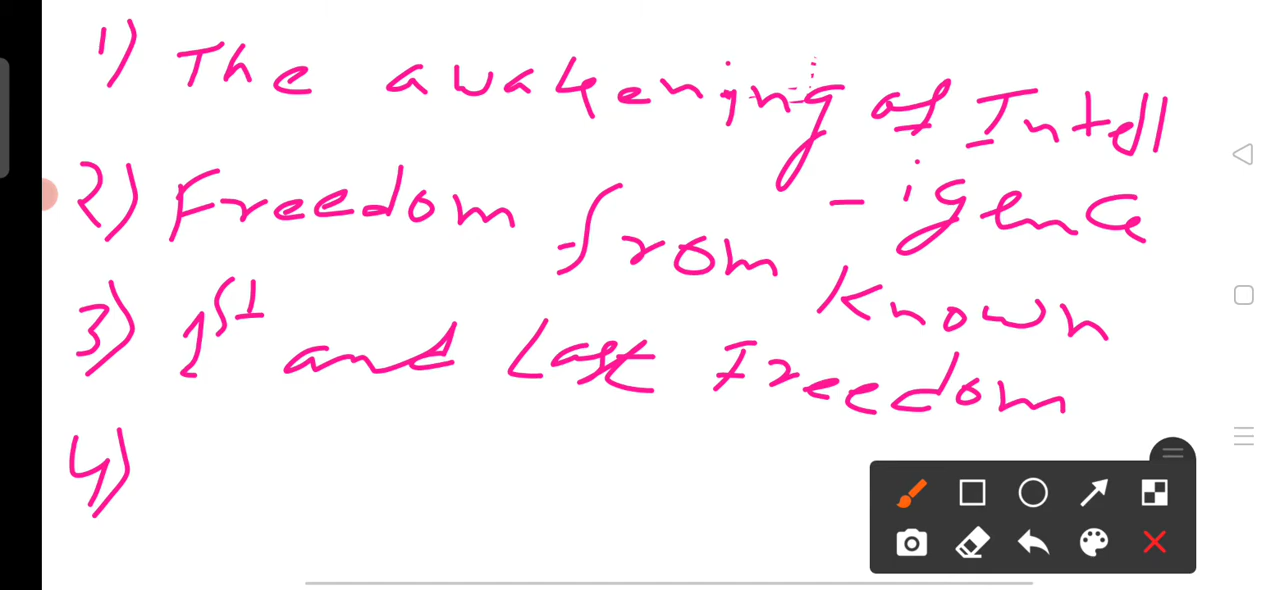 1) The awakening of Intell
-igence
2) Freedom from known
3) 1st and Last Freedom
4)